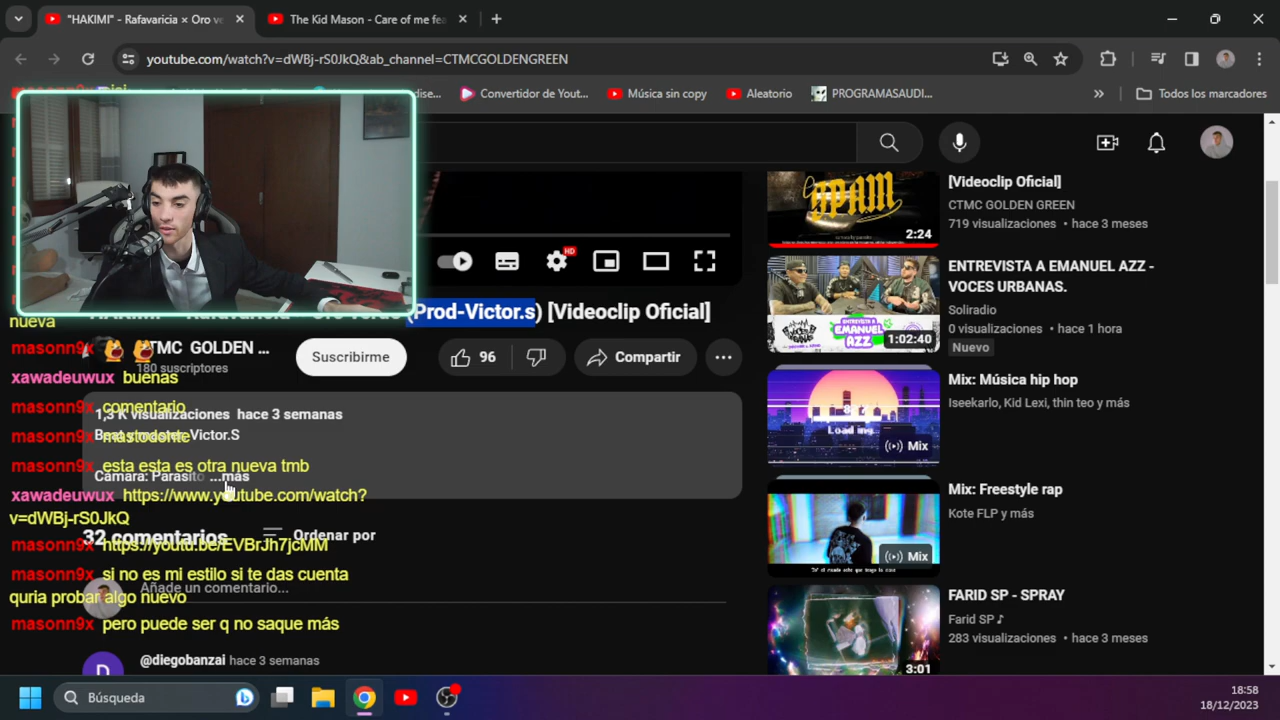 "HAKIMI" - Rafavaricia × Oro ve
The Kid Mason - Care of me fea
youtube.com/watch?v=dWBj-rS0JkQ&ab_channel=CTMCGOLDENGREEN
Convertidor de Yout...
Música sin copy
Aleatorio
PROGRAMASAUDI...
Todos los marcadores
[Videoclip Oficial]
CTMC GOLDEN GREEN
719 visualizaciones • hace 3 meses
SPAM
2:24
HD
ENTREVISTA A EMANUEL AZZ -
VOCES URBANAS.
Soliradio
0 visualizaciones • hace 1 hora
Nuevo
ENTREVISTA A
EMANUEL
AZZ
1:02:40
(Prod-Victor.s) [Videoclip Oficial]
nueva
masonn9x
CTMC GOLDEN ...
180 suscriptores
Suscribirme
96
Compartir
xawadeuwux buenas
masonn9x comentario
1,3 K visualizaciones hace 3 semanas
masonn9x
Victor.S
masonn9x esta esta es otra nueva tmb
Cámara: Parasito ...más
xawadeuwux https://www.youtube.com/watch?
v=dWBj-rS0JkQ
32 comentarios
Ordenar por
masonn9x https://youtu.be/EVBrJh7jcMM
masonn9x si no es mi estilo si te das cuenta
quria probar algo nuevo
Añade un comentario...
masonn9x pero puede ser q no saque más
D
@diegobanzai hace 3 semanas
Mix: Música hip hop
Iseekarlo, Kid Lexi, thin teo y más
Loading...
Mix
Mix: Freestyle rap
Kote FLP y más
Mix
FARID SP - SPRAY
Farid SP
283 visualizaciones • hace 3 meses
3:01
Búsqueda
18:58
18/12/2023